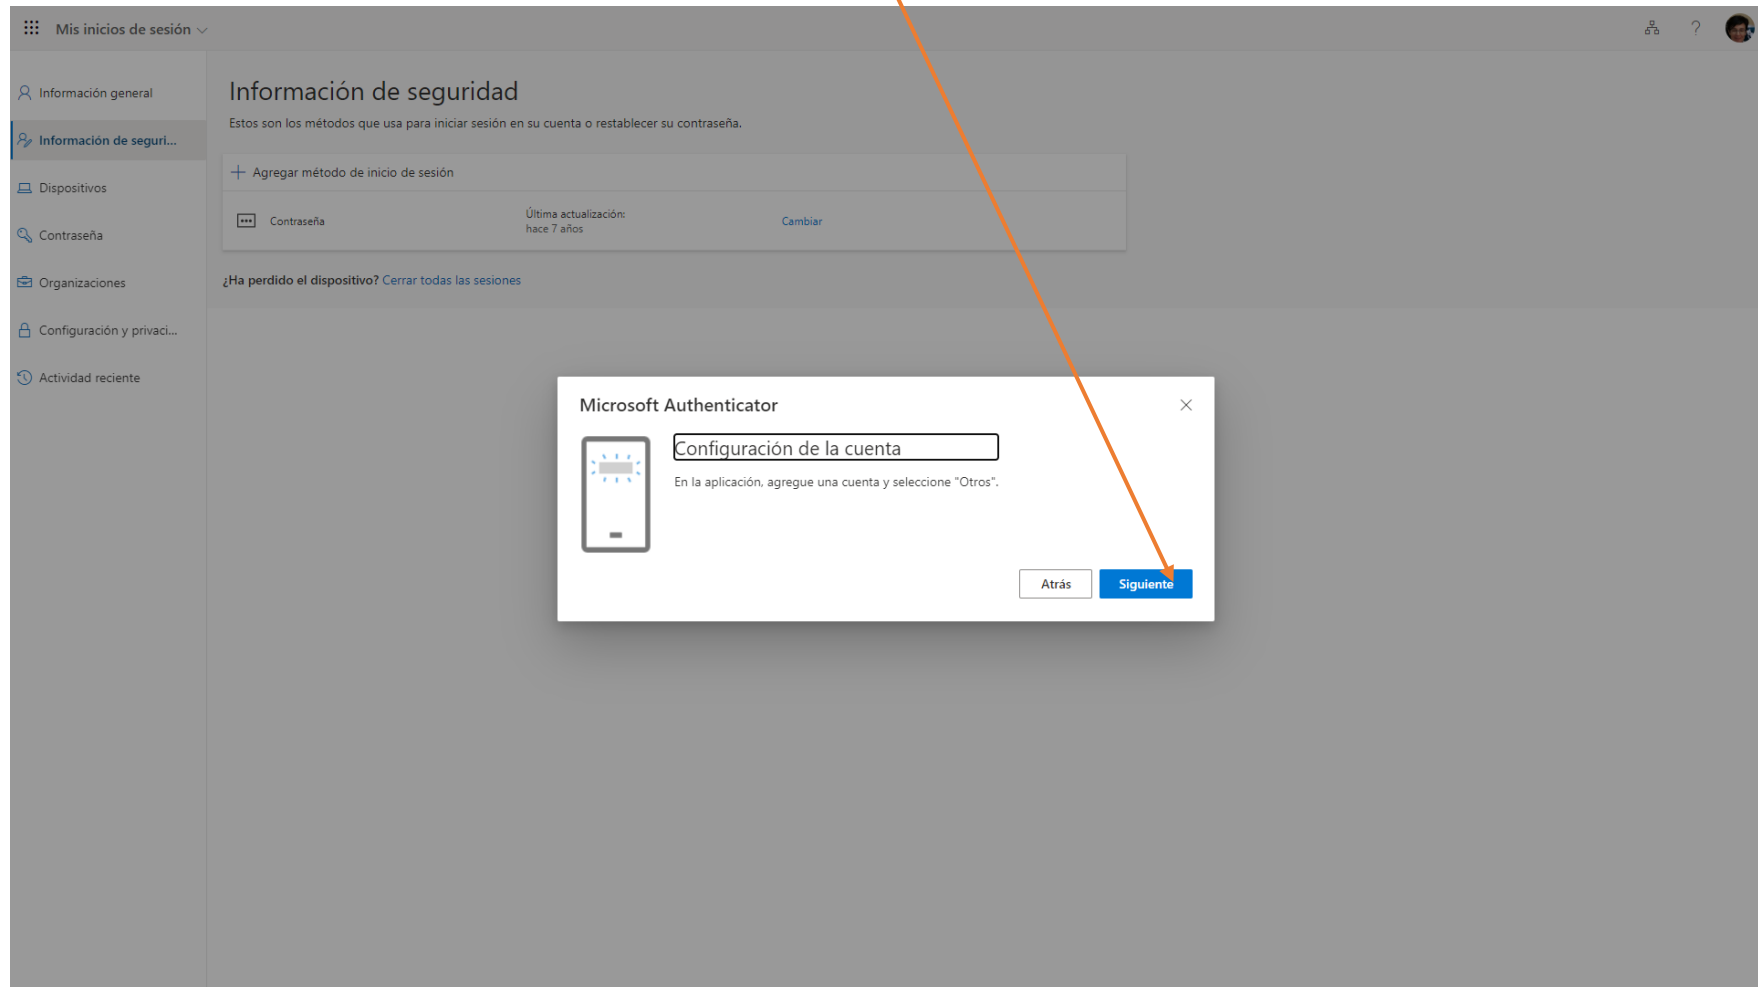 Mis inicios de sesión
?
Información general
Información de seguri...
Dispositivos
Contraseña
Organizaciones
Configuración y privaci...
Actividad reciente
Información de seguridad
Estos son los métodos que usa para iniciar sesión en su cuenta o restablecer su contraseña.
Agregar método de inicio de sesión
Contraseña
Última actualización:
hace 7 años
Cambiar
¿Ha perdido el dispositivo? Cerrar todas las sesiones
Microsoft Authenticator
Configuración de la cuenta
En la aplicación, agregue una cuenta y seleccione "Otros".
Atrás
Siguiente